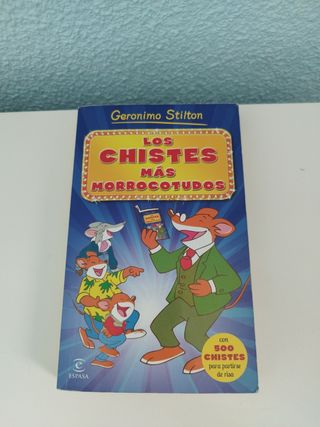 Geronimo Stilton
LOS
CHISTES
MÁS
MORROCOTUDOS
con
500
CHISTES
para partirse
de risa
e
ESPASA